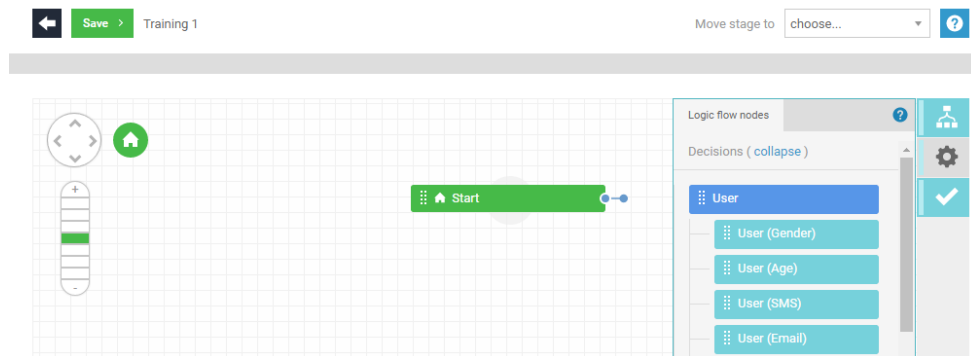 Save >
Training 1
Move stage to
choose...
?
Logic flow nodes
?
Decisions ( collapse )
+
-
Start
User
User (Gender)
User (Age)
User (SMS)
User (Email)